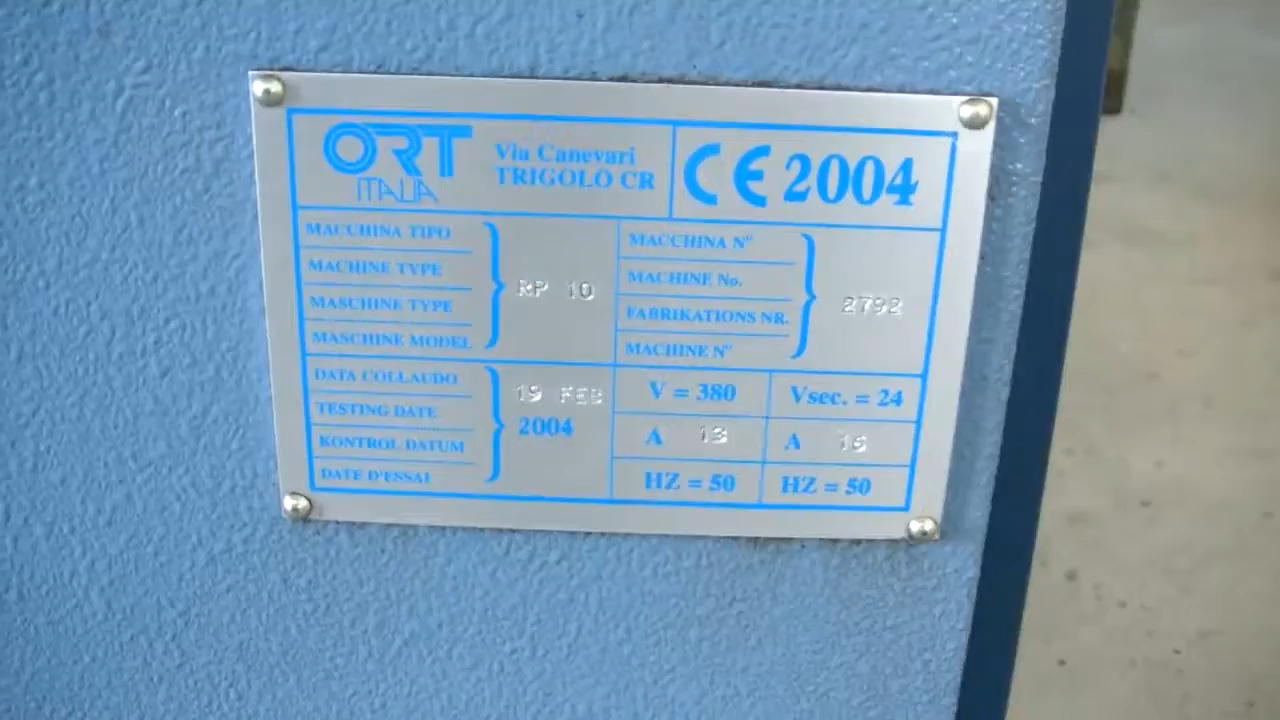 ORT
ITALIA
Via Canevari
TRIGOLO CR
CE 2004
MACCHINA TIPO
MACHINE TYPE
MASCHINE TYPE
MASCHINE MODEL
RP 10
MACCHINA N°
MACHINE No.
FABRIKATIONS NR.
MACHINE N°
2792
DATA COLLAUDO
TESTING DATE
KONTROL DATUM
DATE D'ESSAI
19 FEB
2004
V = 380
Vsec. = 24
A 13
A 16
HZ = 50
HZ = 50